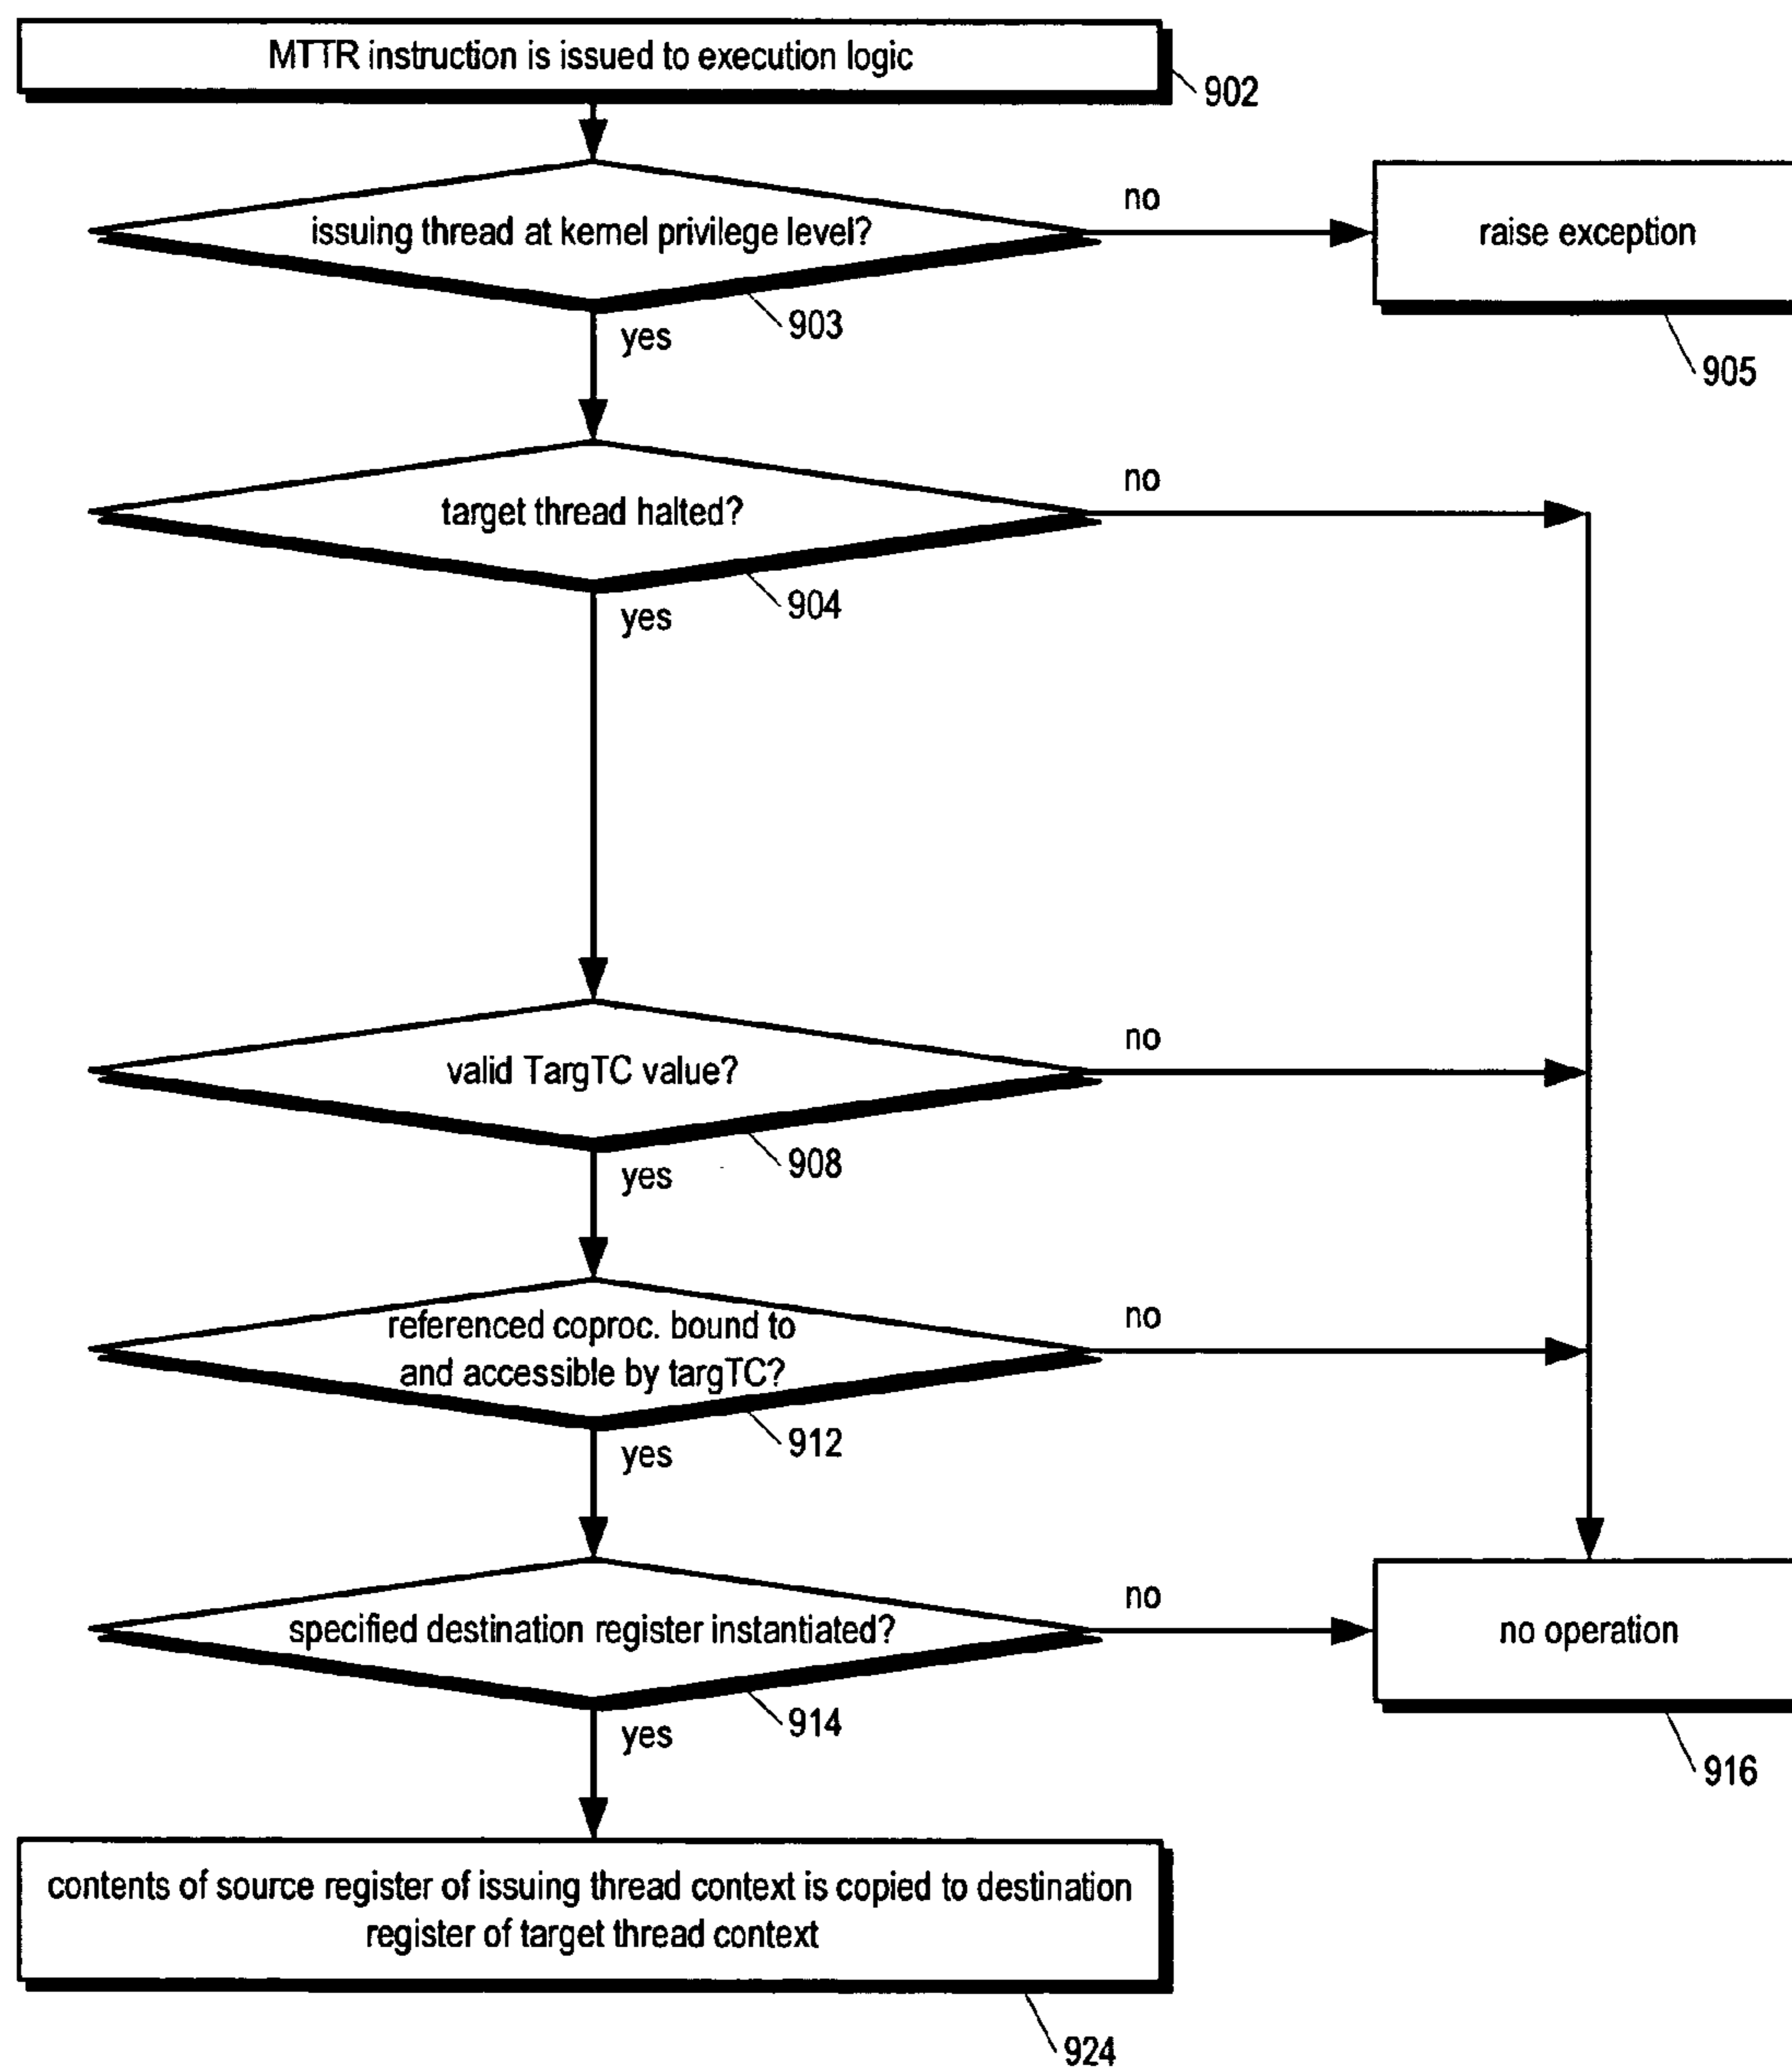 MTTR instruction is issued to execution logic
902
issuing thread at kernel privilege level?
no
raise exception
903
yes
905
target thread halted?
no
904
yes
valid TargTC value?
no
908
yes
referenced coproc. bound to
and accessible by targTC?
no
912
yes
specified destination register instantiated?
no
no operation
914
yes
916
contents of source register of issuing thread context is copied to destination
register of target thread context
924